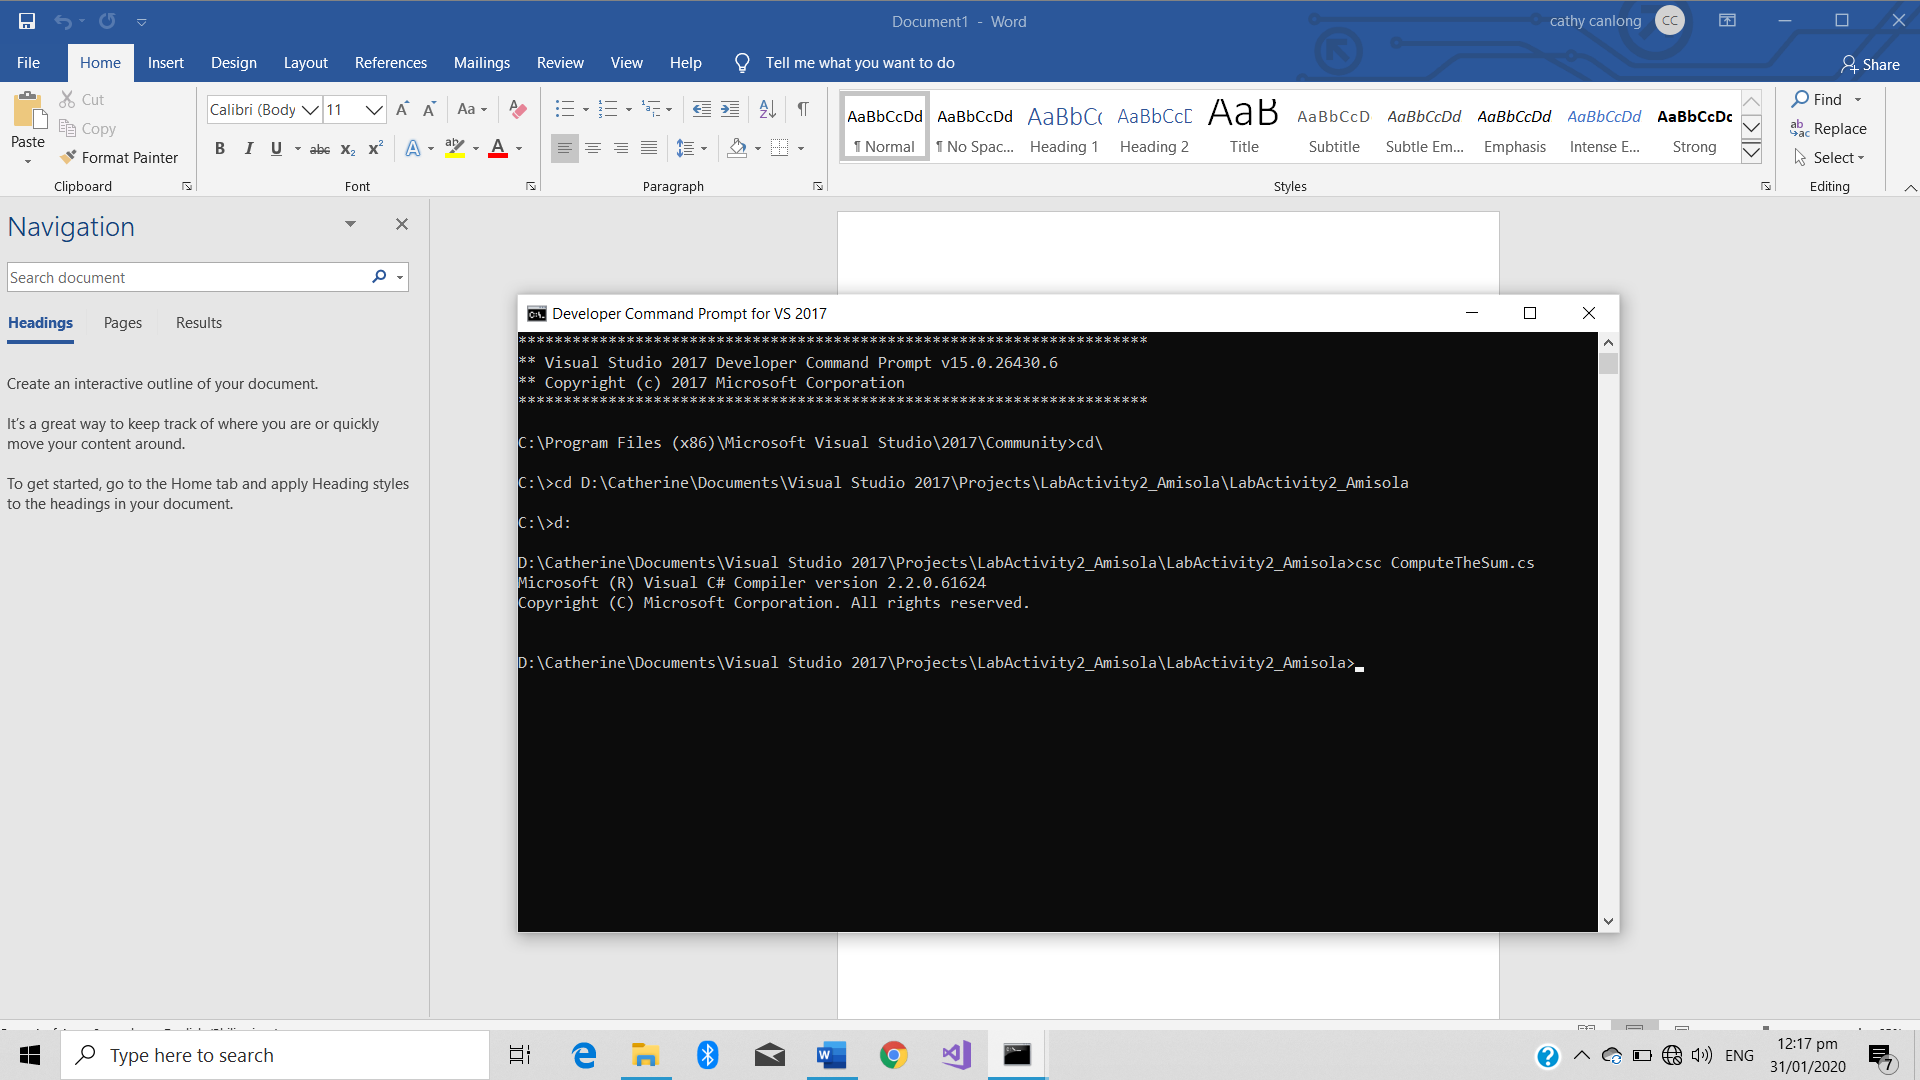 Document1 - Word
cathy canlong
CC
File
Home
Insert
Design
Layout
References
Mailings
Review
View
Help
Tell me what you want to do
Share
Paste
Cut
Copy
Format Painter
Clipboard
Calibri (Body
11
Aa
B I U abc x₂ x²
A
ab
A
Font
Paragraph
AaBbCcDd
¶ Normal
AaBbCcDd
¶ No Spac...
AaBbCc
Heading 1
AaBbCcD
Heading 2
AaB
Title
AaBbCcD
Subtitle
AaBbCcDd
Subtle Em...
AaBbCcDd
Emphasis
AaBbCcDd
Intense E...
AaBbCcDc
Strong
Styles
Find
Replace
Select
Editing
Navigation
Search document
Headings
Pages
Results
Create an interactive outline of your document.
It’s a great way to keep track of where you are or quickly
move your content around.
To get started, go to the Home tab and apply Heading styles
to the headings in your document.
Developer Command Prompt for VS 2017
**********************************************************************
** Visual Studio 2017 Developer Command Prompt v15.0.26430.6
** Copyright (c) 2017 Microsoft Corporation
**********************************************************************
C:\Program Files (x86)\Microsoft Visual Studio\2017\Community>cd\
C:\>cd D:\Catherine\Documents\Visual Studio 2017\Projects\LabActivity2_Amisola\LabActivity2_Amisola
C:\>d:
D:\Catherine\Documents\Visual Studio 2017\Projects\LabActivity2_Amisola\LabActivity2_Amisola>csc ComputeTheSum.cs
Microsoft (R) Visual C# Compiler version 2.2.0.61624
Copyright (C) Microsoft Corporation. All rights reserved.
D:\Catherine\Documents\Visual Studio 2017\Projects\LabActivity2_Amisola\LabActivity2_Amisola>
Type here to search
ENG
12:17 pm
31/01/2020
7